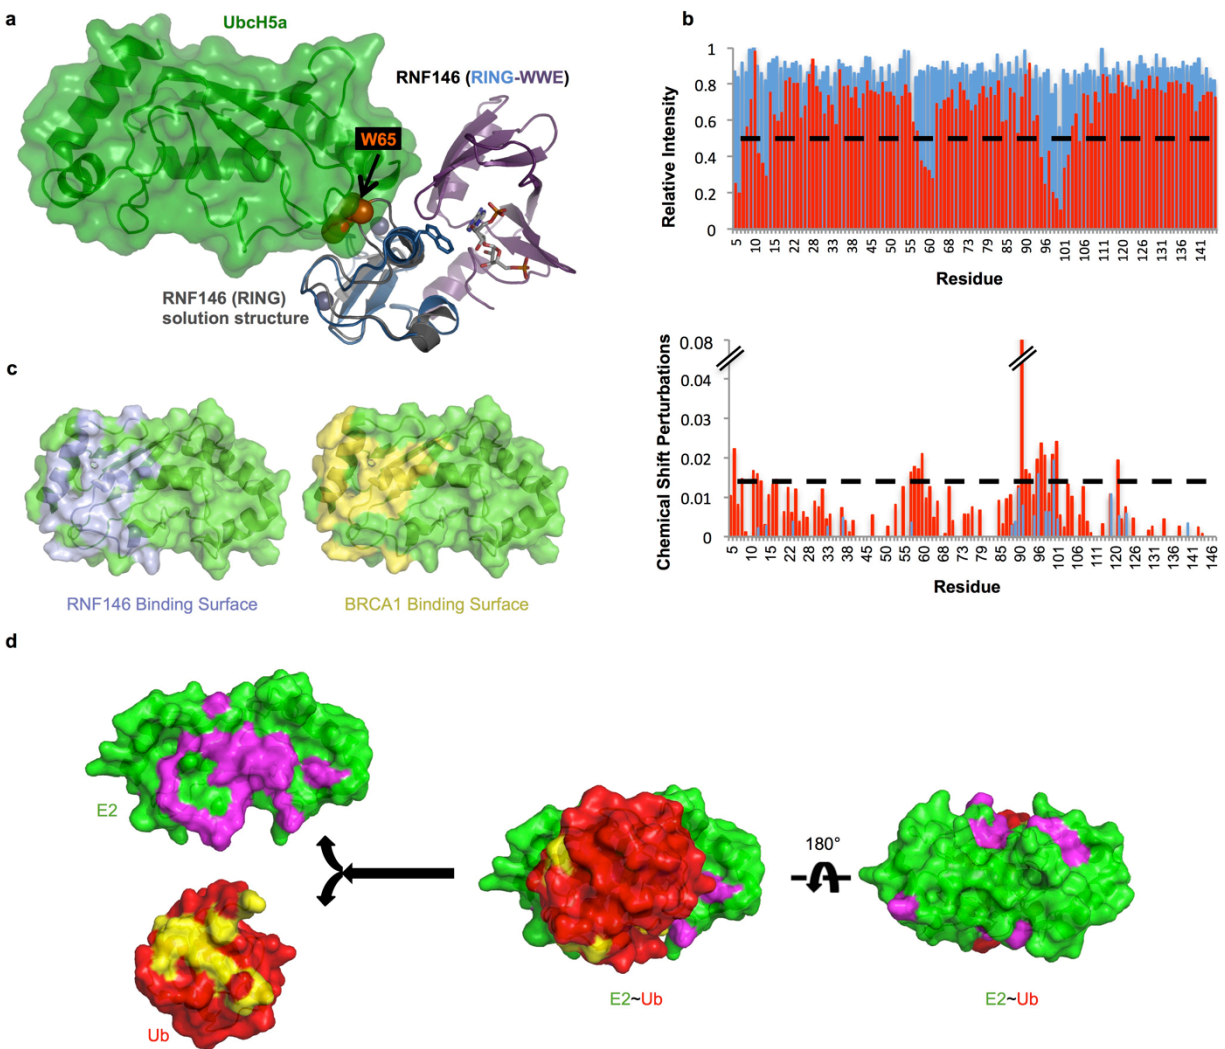 a
UbcH5a
RNF146 (RING-WWE)
W65
RNF146 (RING)
solution structure
b
1
0.8
0.6
0.4
0.2
0
Relative Intensity
5 10 15 22 28 33 38 45 50 55 60 67 73 79 85 90 96 101 106 111 120 126 131 136 141
Residue
0.08
0.04
0.03
0.02
0.01
0
Chemical Shift Perturbations
5 10 15 22 28 33 38 45 50 55 60 67 73 79 85 90 96 101 106 111 120 126 131 136 141 146
Residue
c
RNF146 Binding Surface
BRCA1 Binding Surface
d
E2
Ub
E2~Ub
180°
E2~Ub